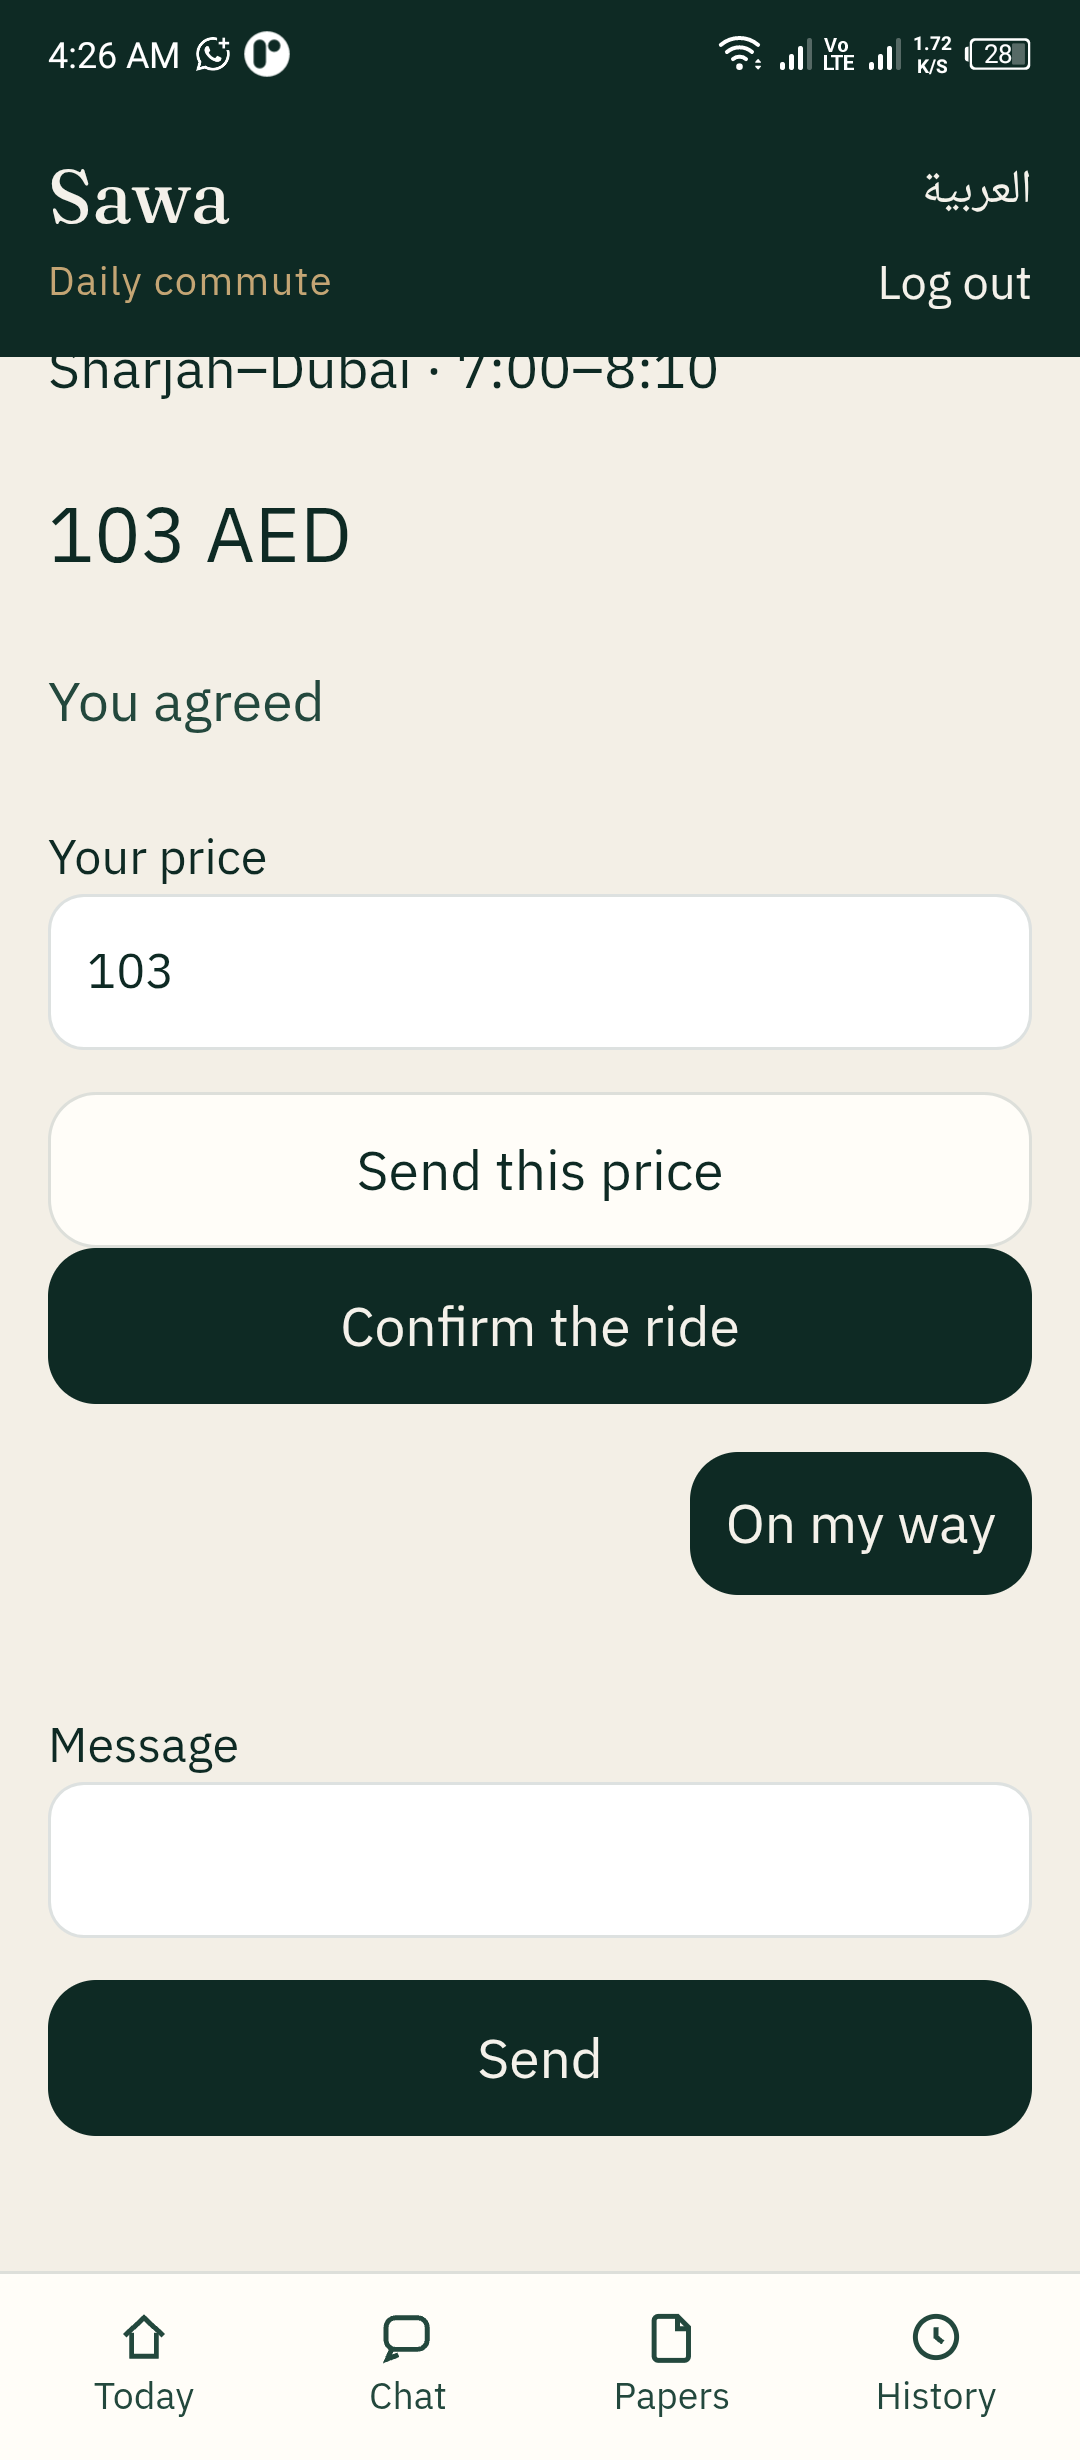 4:26 AM
Vo LTE
1.72 K/S
28
Sawa
العربية
Daily commute
Log out
Sharjah–Dubai · 7:00–8:10
103 AED
You agreed
Your price
103
Send this price
Confirm the ride
On my way
Message
Send
Today
Chat
Papers
History